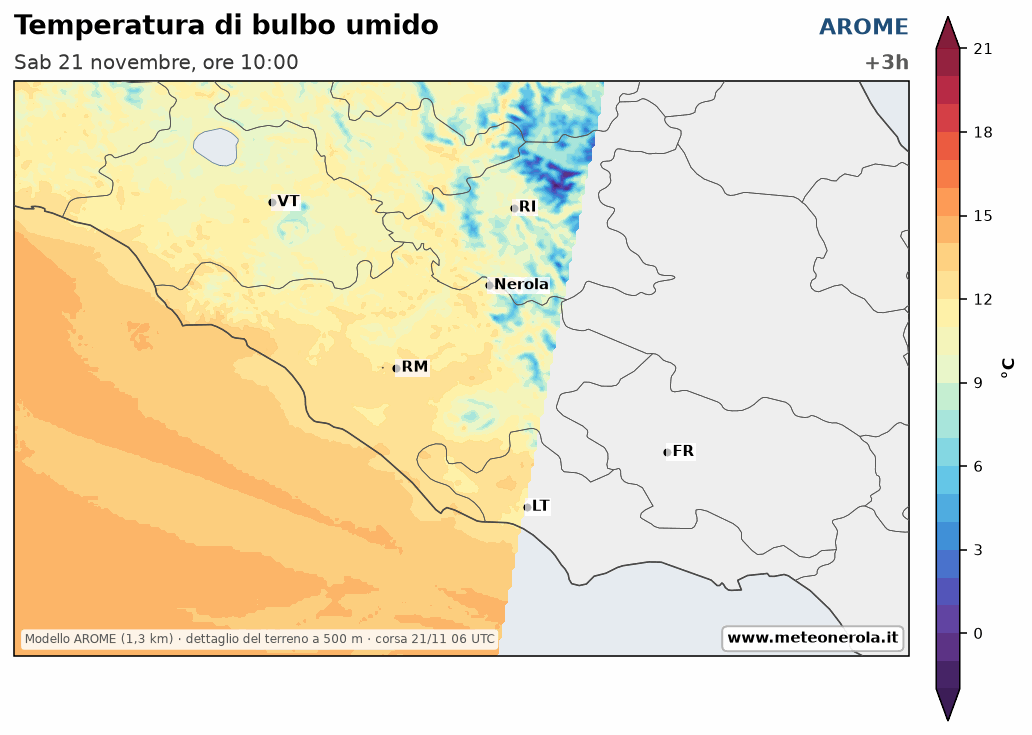 Temperatura di bulbo umido
AROME
Sab 21 novembre, ore 10:00
+3h
21
18
15
12
9
6
3
0
°C
VT
RI
Nerola
RM
FR
LT
Modello AROME (1,3 km) · dettaglio del terreno a 500 m · corsa 21/11 06 UTC
www.meteonerola.it